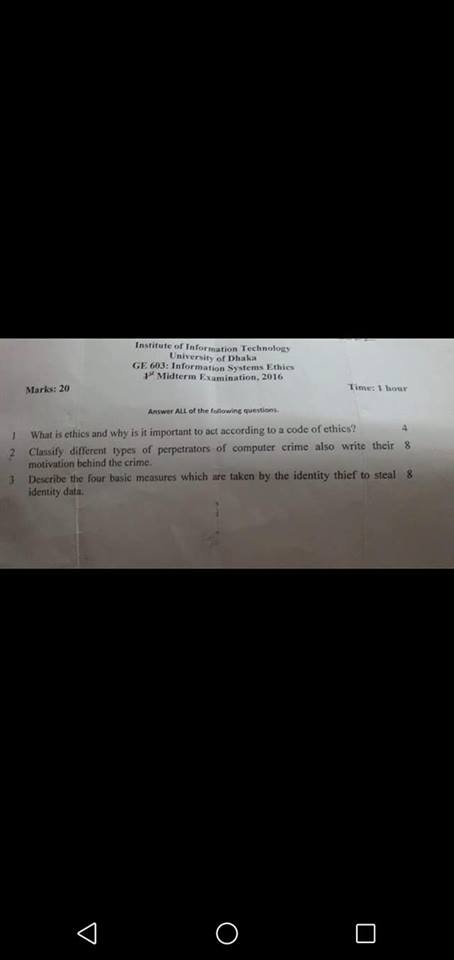 Institute of Information Technology
University of Dhaka
GE 603: Information Systems Ethics
1st Midterm Examination, 2016
Marks: 20
Time: 1 hour
Answer ALL of the following questions.
1 What is ethics and why is it important to act according to a code of ethics? 4
2 Classify different types of perpetrators of computer crime also write their 8
motivation behind the crime.
3 Describe the four basic measures which are taken by the identity thief to steal 8
identity data.